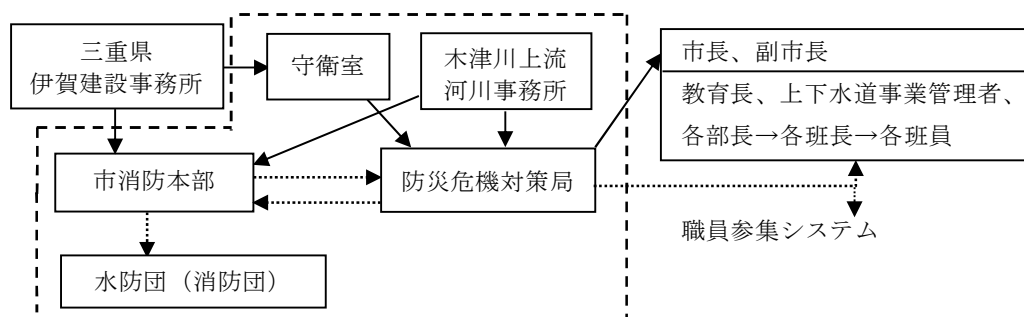 三重県
伊賀建設事務所
守衛室
木津川上流
河川事務所
市長、副市長
教育長、上下水道事業管理者、
各部長→各班長→各班員
市消防本部
防災危機対策局
職員参集システム
水防団（消防団）